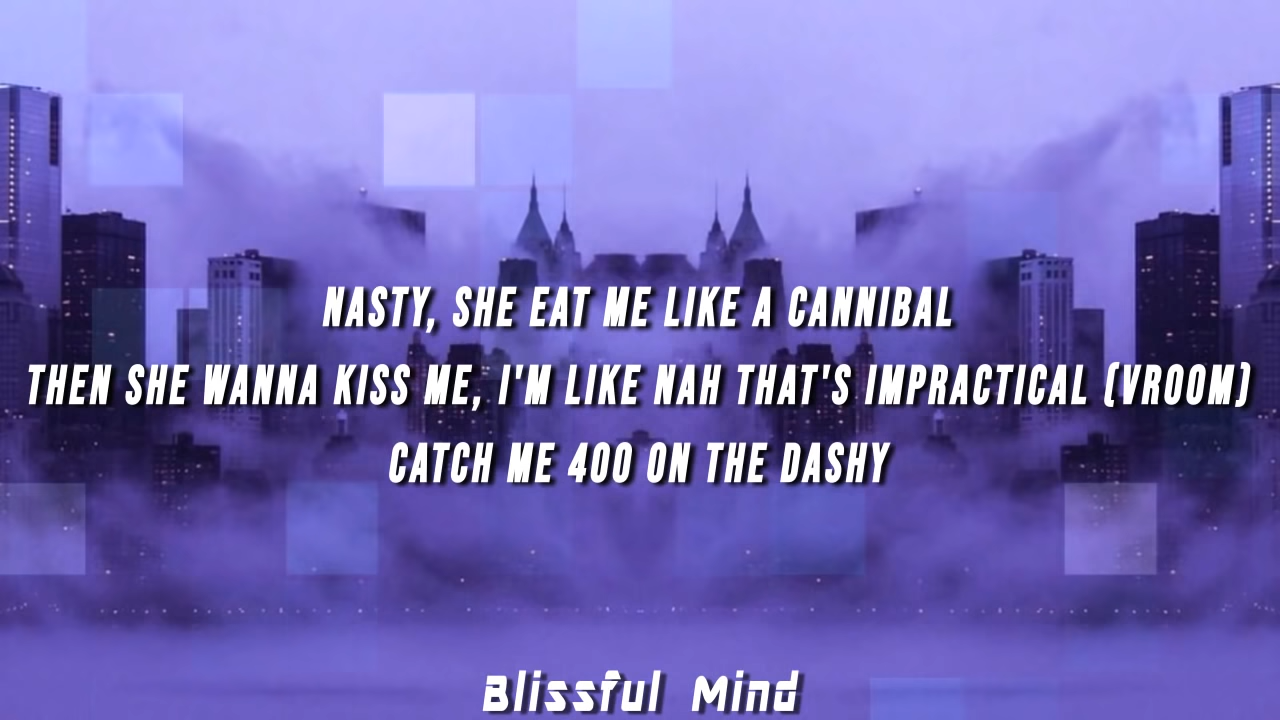 NASTY, SHE EAT ME LIKE A CANNIBAL
THEN SHE WANNA KISS ME, I'M LIKE NAH THAT'S IMPRACTICAL (VROOM)
CATCH ME 400 ON THE DASHY
Blissful Mind